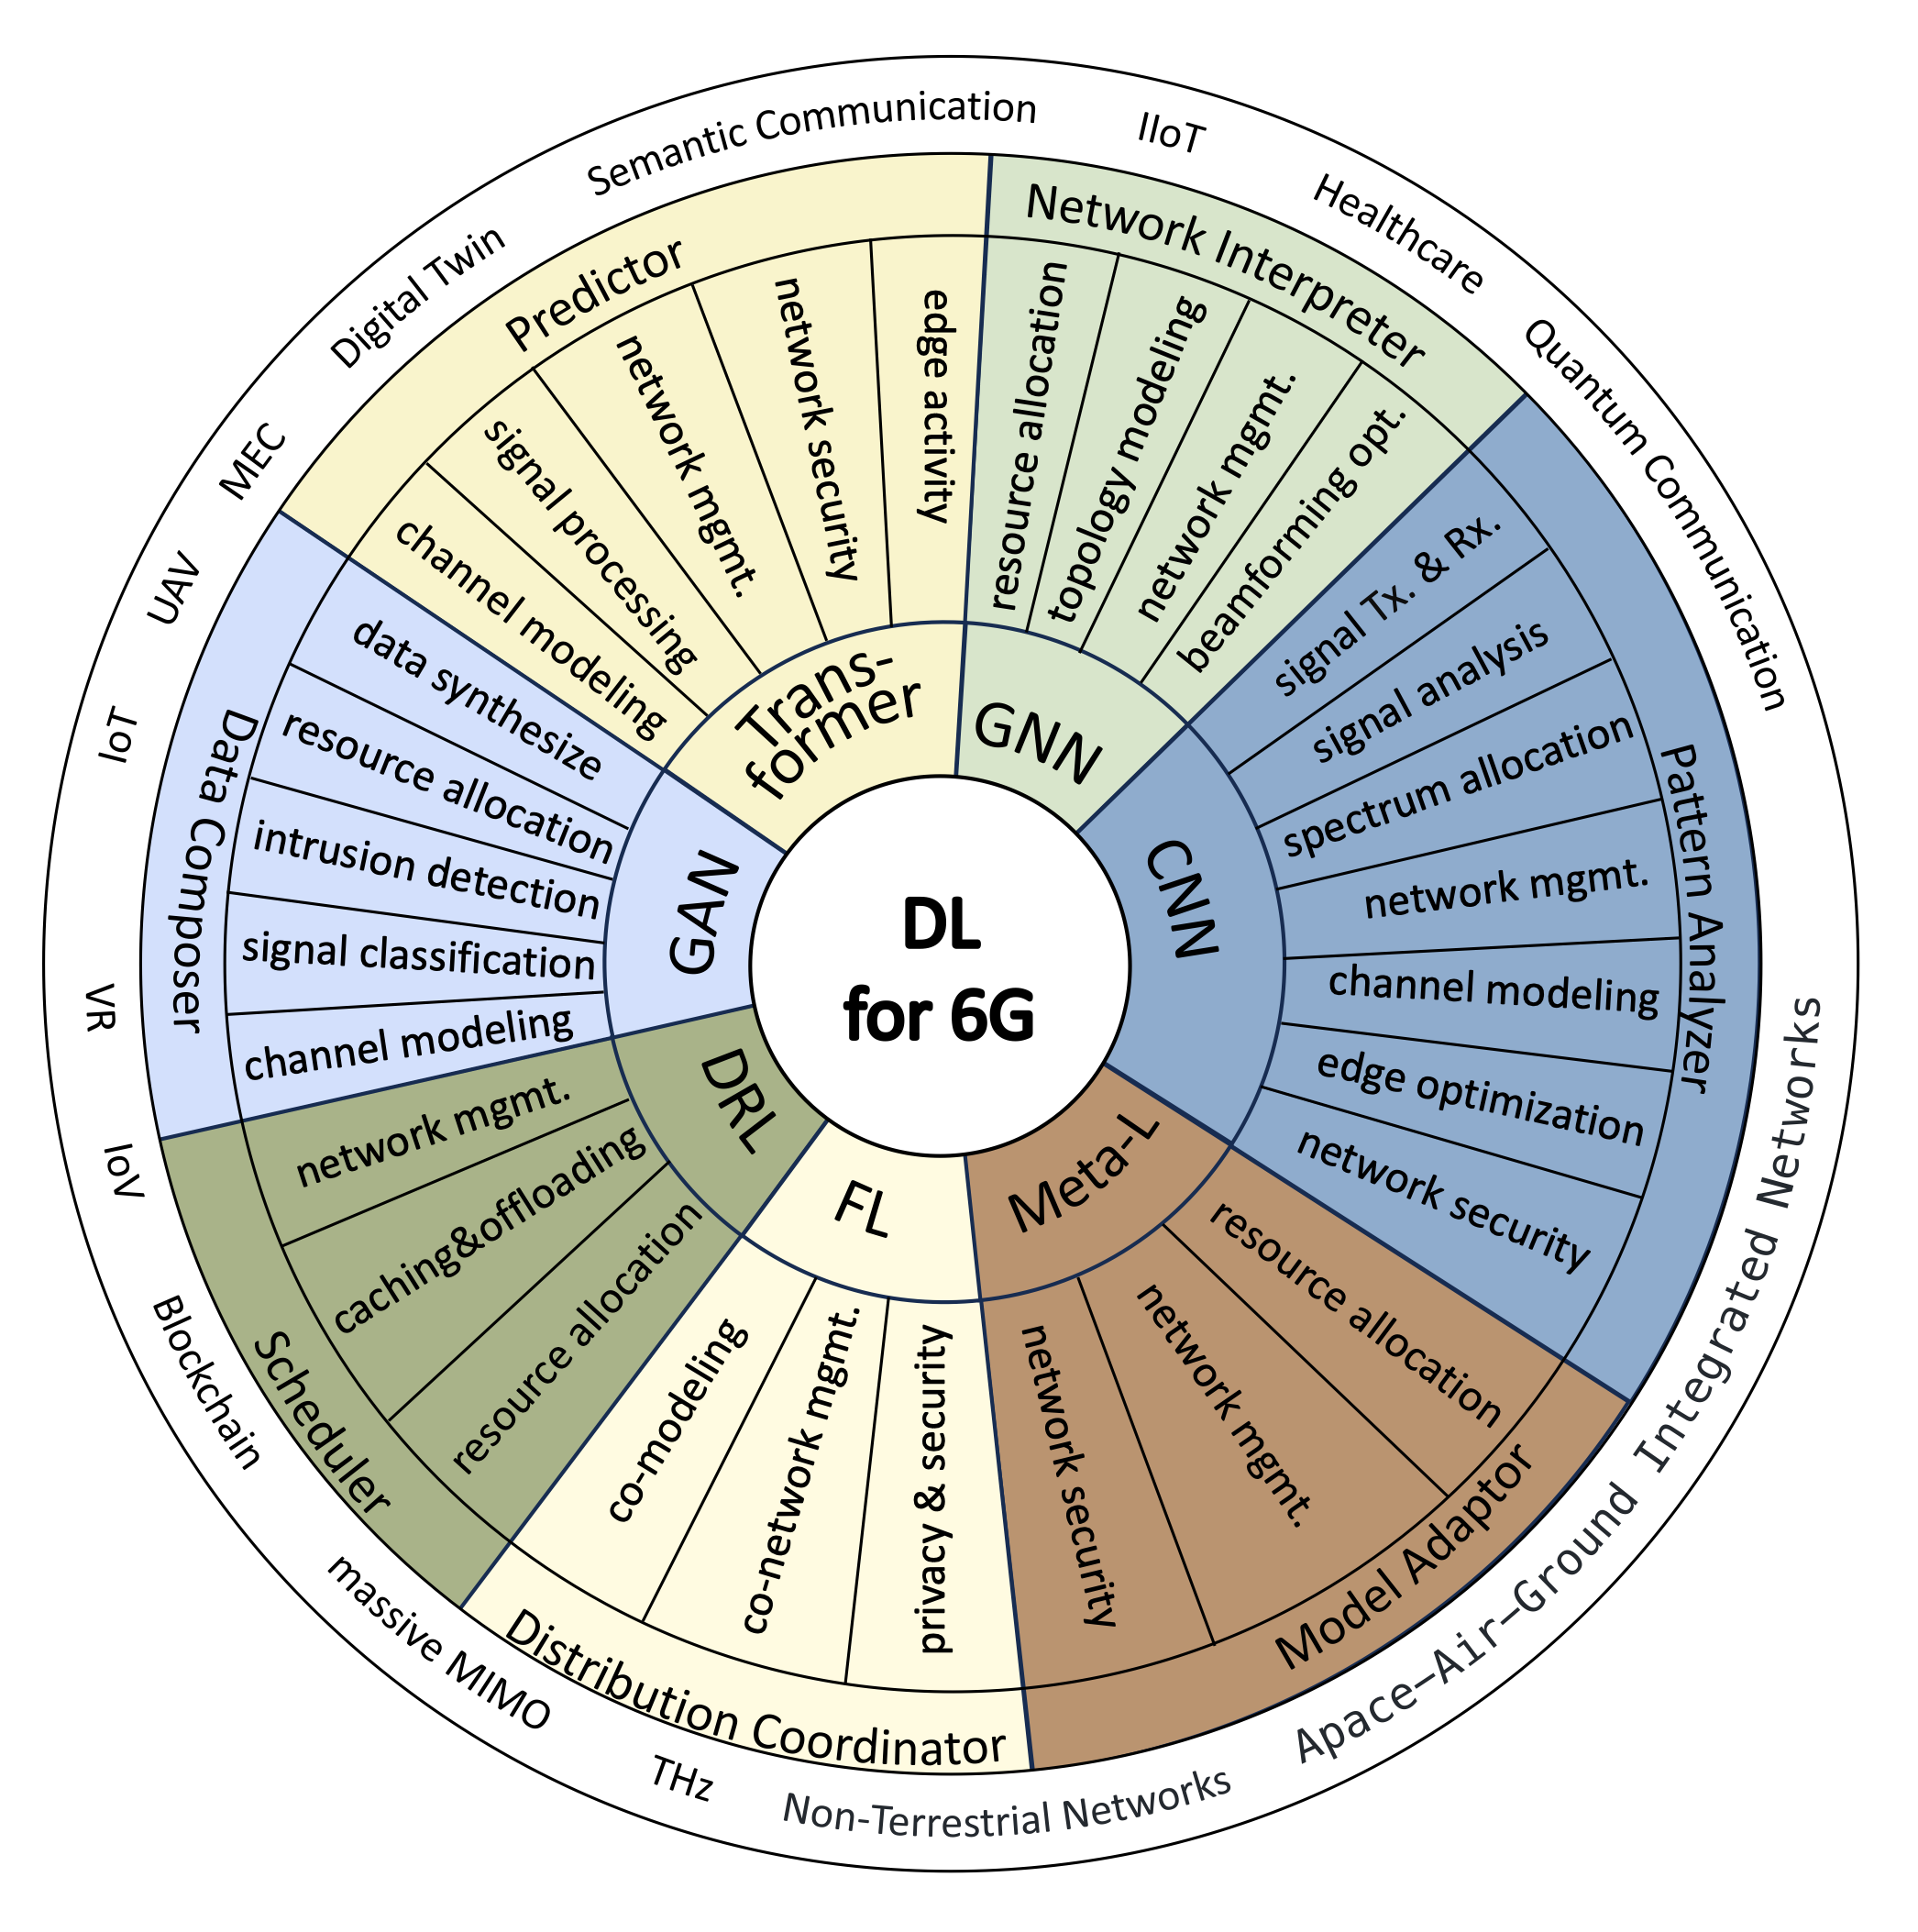 DL
for 6G
Trans-
former
Predictor
channel modeling
signal processing
network mgmt.
network security
edge activity
GNN
Network Interpreter
resource allocation
topology modeling
network mgmt.
beamforming opt.
CNN
Pattern Analyzer
signal Tx. & Rx.
signal analysis
spectrum allocation
network mgmt.
channel modeling
edge optimization
network security
Meta-L
Model Adaptor
resource allocation
network mgmt.
network security
FL
Distribution Coordinator
privacy & security
co-network mgmt.
co-modeling
DRL
Scheduler
resource allocation
caching&offloading
network mgmt.
GAN
Data Composer
channel modeling
signal classification
intrusion detection
resource allocation
data synthesize
Semantic Communication
IIoT
Healthcare
Quantum Communication
Apace-Air-Ground Integrated Networks
Non-Terrestrial Networks
THz
massive MIMO
Blockchain
IoV
VR
IoT
UAV
MEC
Digital Twin